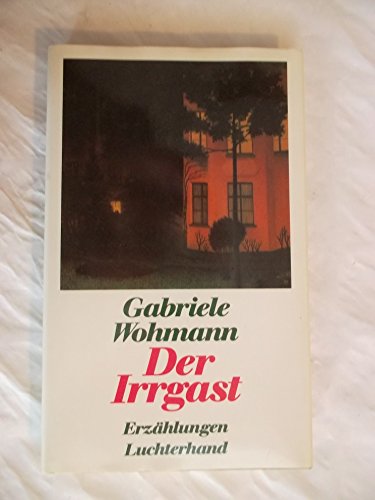 Gabriele
Wohmann
Der
Irrgast
Erzählungen
Luchterhand